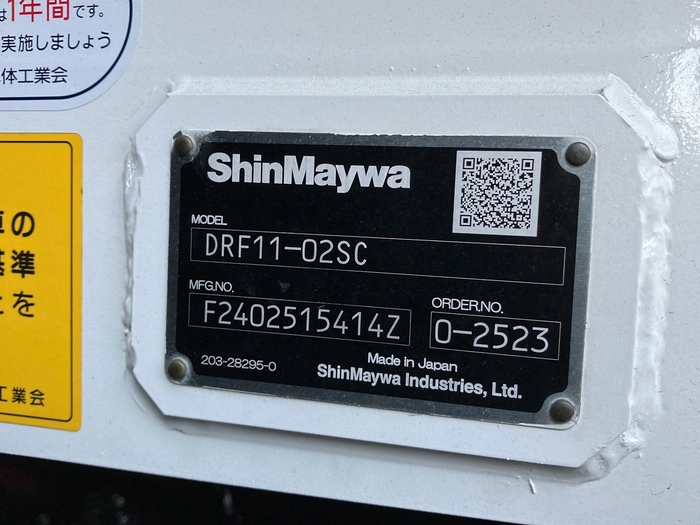 は1年間です。
実施しましょう
体工業会
の
基準
とを
工業会
ShinMaywa
MODEL
DRF11-02SC
MFG.NO.
F2402515414Z
ORDER.NO.
0-2523
203-28295-0
Made in Japan
ShinMaywa Industries, Ltd.